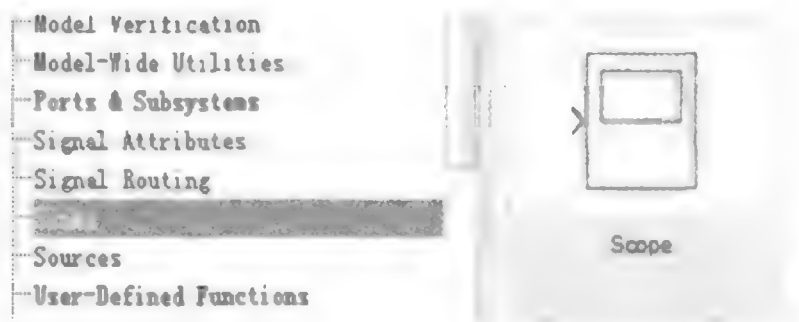 Model Verification
Model-Wide Utilities
Ports & Subsystems
Signal Attributes
Signal Routing
Sources
User-Defined Functions
Scope